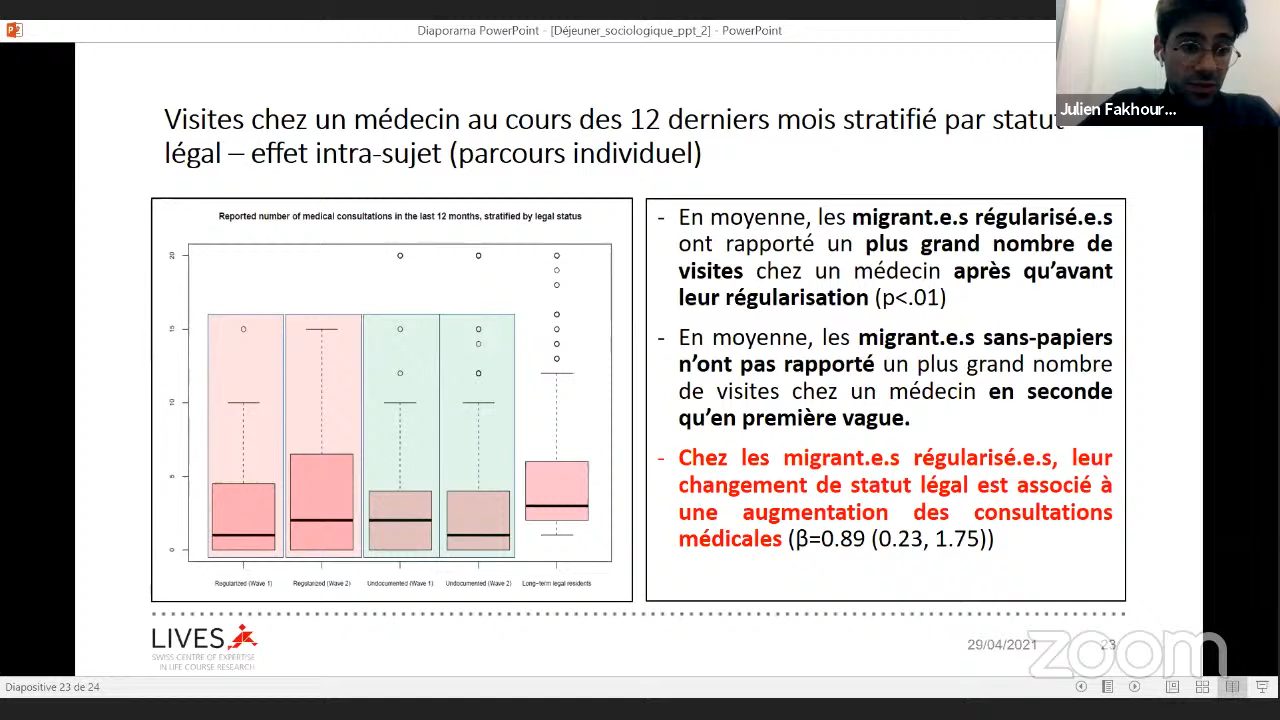 Diaporama PowerPoint - [Déjeuner_sociologique_ppt_2] - PowerPoint
Julien Fakhour...
Visites chez un médecin au cours des 12 derniers mois stratifié par statut
légal – effet intra-sujet (parcours individuel)
Reported number of medical consultations in the last 12 months, stratified by legal status
20
15
10
5
0
Regularized (Wave 1)
Regularized (Wave 2)
Undocumented (Wave 1)
Undocumented (Wave 2)
Long-term legal residents
- En moyenne, les migrant.e.s régularisé.e.s
ont rapporté un plus grand nombre de
visites chez un médecin après qu’avant
leur régularisation (p<.01)
- En moyenne, les migrant.e.s sans-papiers
n’ont pas rapporté un plus grand nombre
de visites chez un médecin en seconde
qu’en première vague.
- Chez les migrant.e.s régularisé.e.s, leur
changement de statut légal est associé à
une augmentation des consultations
médicales (β=0.89 (0.23, 1.75))
LIVES
SWISS CENTRE OF EXPERTISE
IN LIFE COURSE RESEARCH
29/04/2021
23
zoom
Diapositive 23 de 24